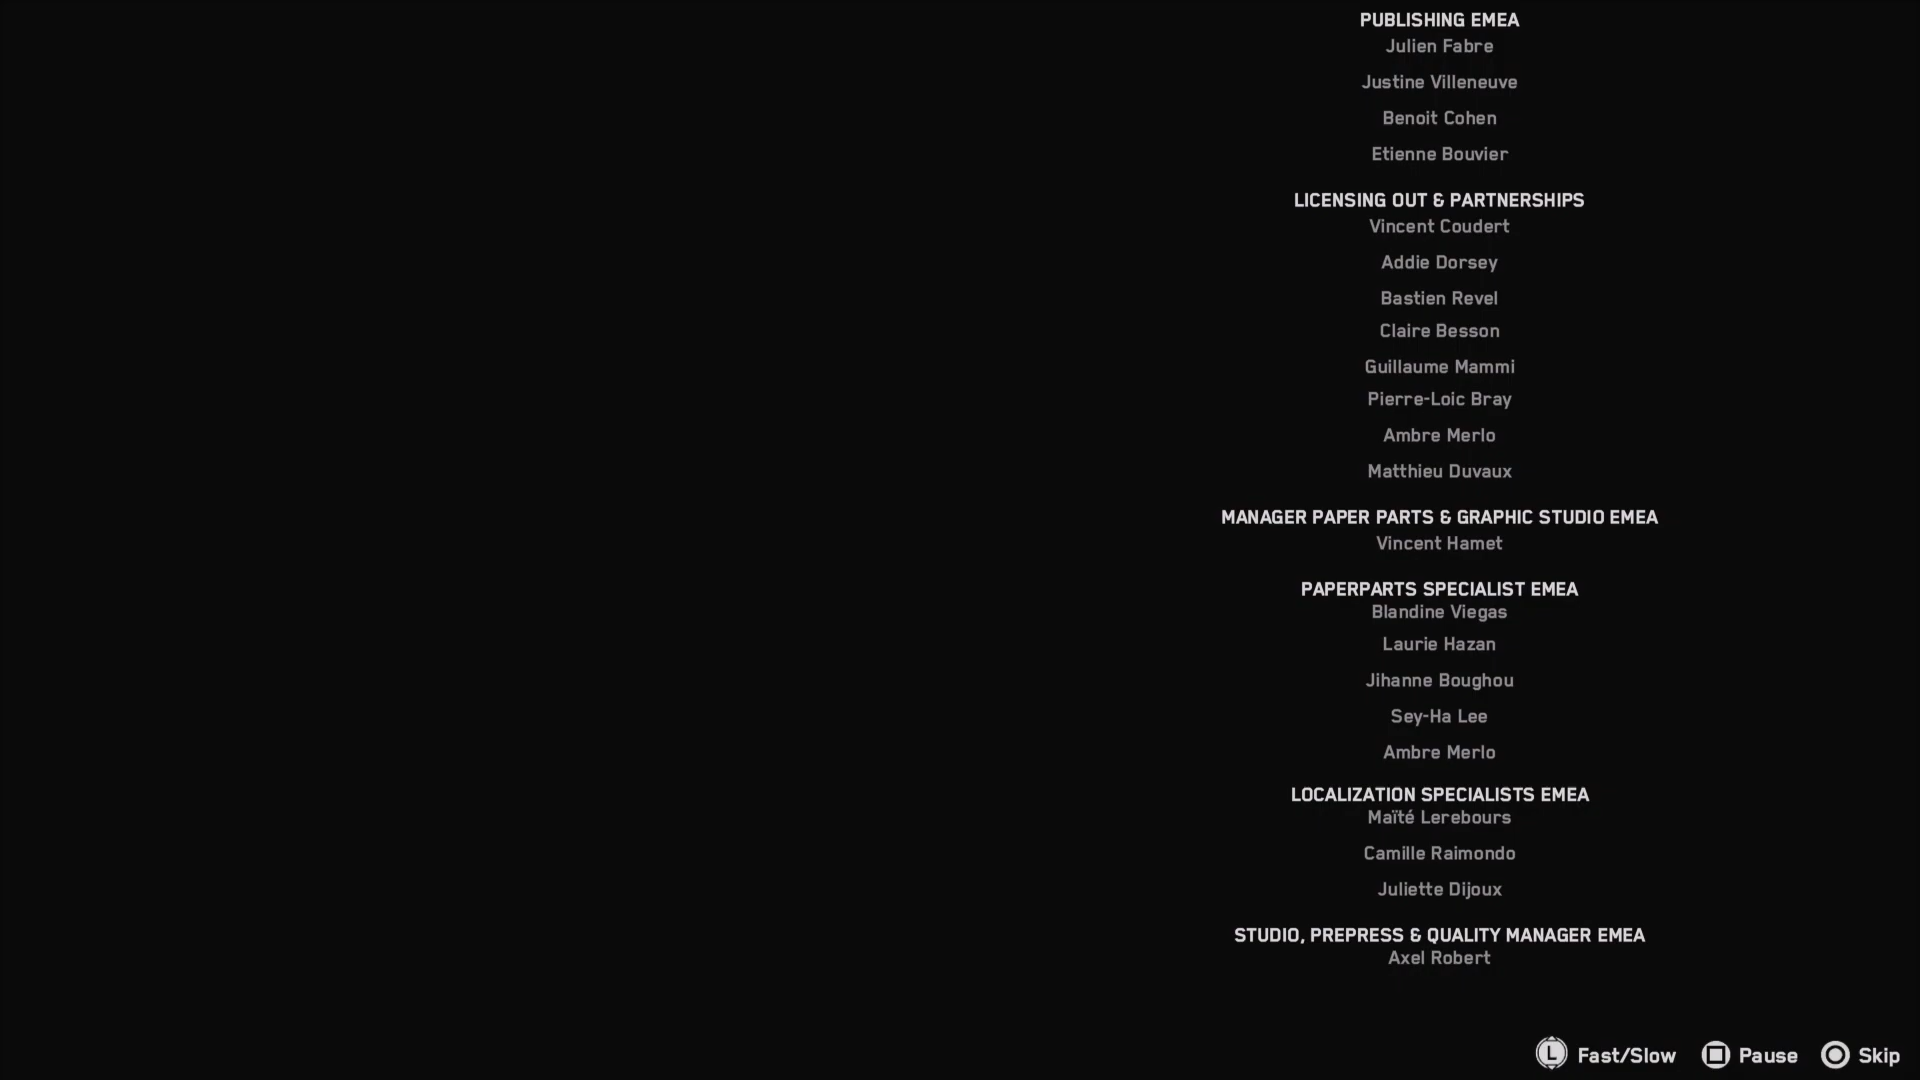 PUBLISHING EMEA
Julien Fabre
Justine Villeneuve
Benoit Cohen
Etienne Bouvier
LICENSING OUT & PARTNERSHIPS
Vincent Coudert
Addie Dorsey
Bastien Revel
Claire Besson
Guillaume Mammi
Pierre-Loic Bray
Ambre Merlo
Matthieu Duvaux
MANAGER PAPER PARTS & GRAPHIC STUDIO EMEA
Vincent Hamet
PAPERPARTS SPECIALIST EMEA
Blandine Viegas
Laurie Hazan
Jihanne Boughou
Sey-Ha Lee
Ambre Merlo
LOCALIZATION SPECIALISTS EMEA
Maïté Lerebours
Camille Raimondo
Juliette Dijoux
STUDIO, PREPRESS & QUALITY MANAGER EMEA
Axel Robert
L Fast/Slow Pause Skip